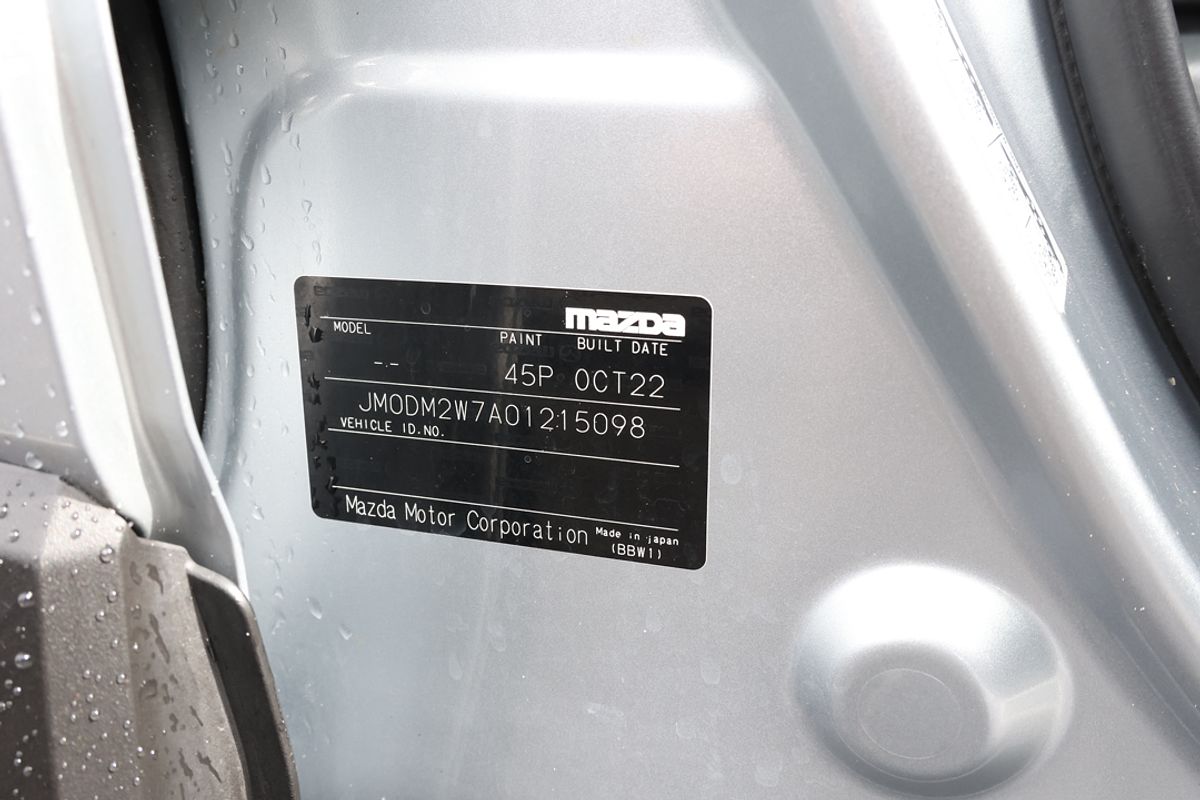 mazda
MODEL PAINT BUILT DATE
-.- 45P OCT22
JM0DM2W7A01215098
VEHICLE ID.NO.
Mazda Motor Corporation Made in Japan
(BBW1)